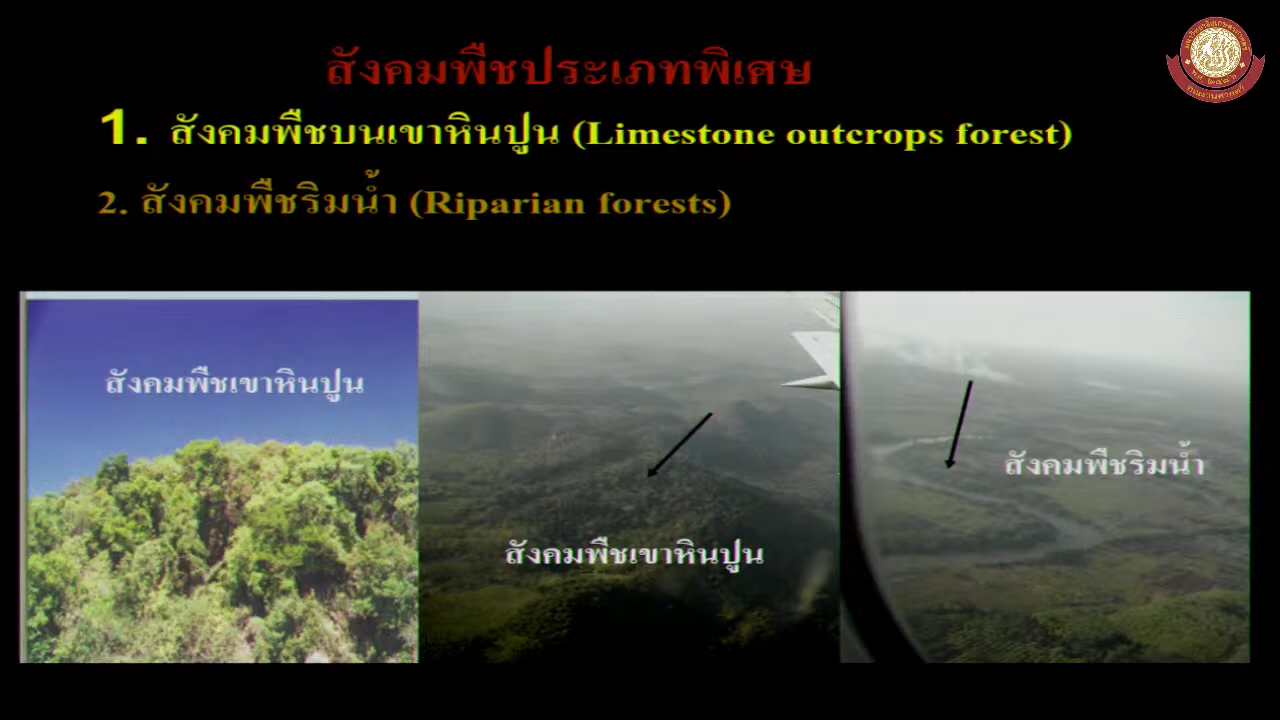 สังคมพืชประเภทพิเศษ
1. สังคมพืชบนเขาหินปูน (Limestone outcrops forest)
2. สังคมพืชริมน้ำ (Riparian forests)
สังคมพืชเขาหินปูน
สังคมพืชเขาหินปูน
สังคมพืชริมน้ำ